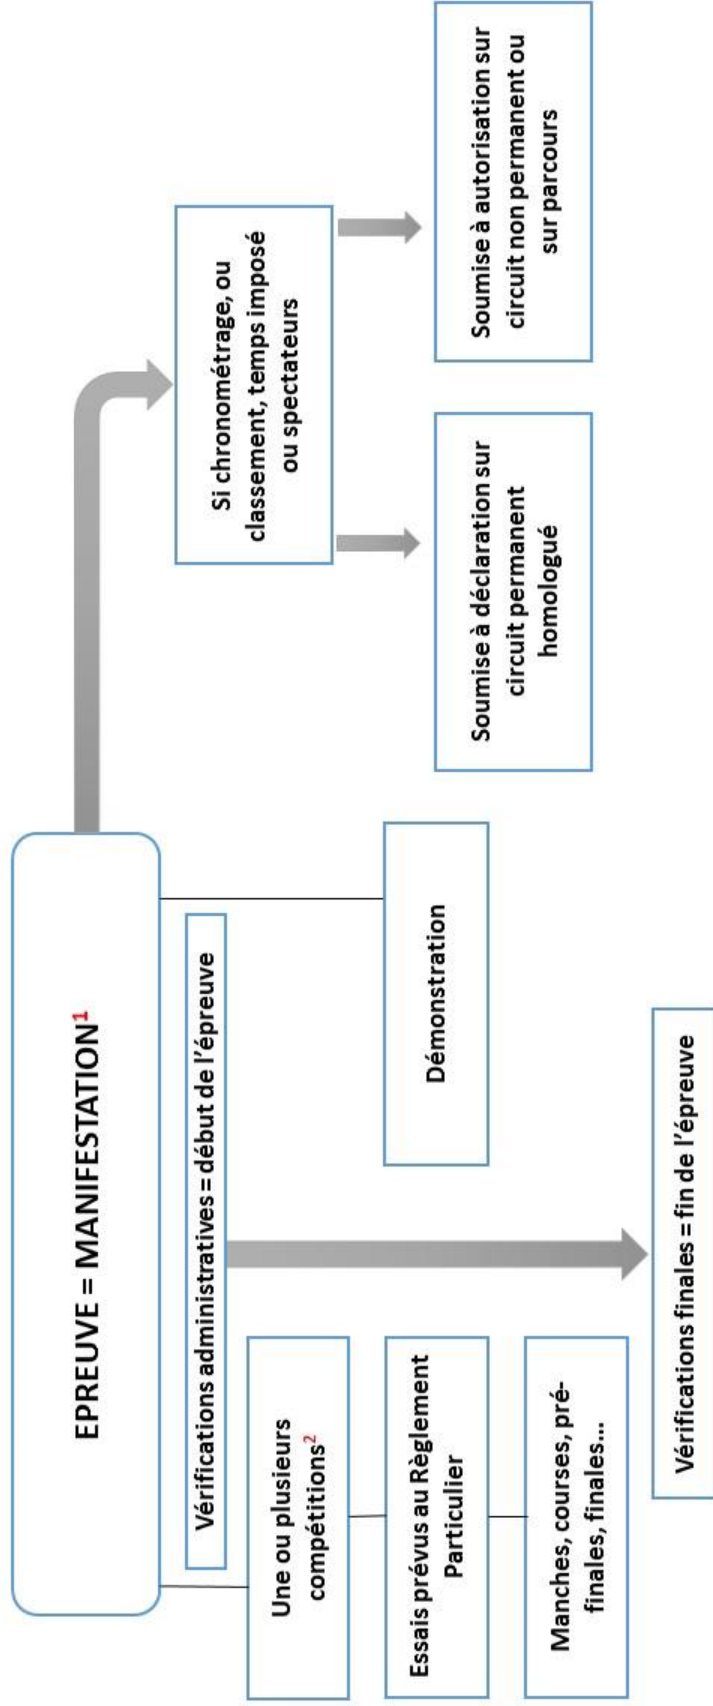 EPREUVE = MANIFESTATION¹
Vérifications administratives = début de l'épreuve
Une ou plusieurs
compétitions²
Essais prévus au Règlement
Particulier
Manches, courses, pré-
finales, finales...
Vérifications finales = fin de l'épreuve
Démonstration
Si chronométrage, ou
classement, temps imposé
ou spectateurs
Soumise à déclaration sur
circuit permanent
homologué
Soumise à autorisation sur
circuit non permanent ou
sur parcours